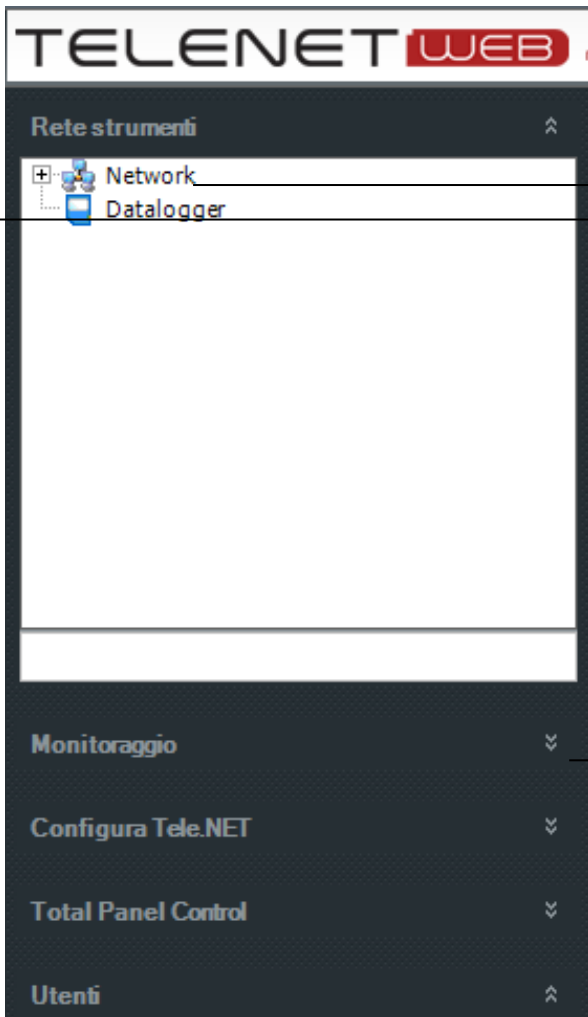 TELENET WEB
Rete strumenti
Network
Datalogger
Monitoraggio
Configura Tele.NET
Total Panel Control
Utenti